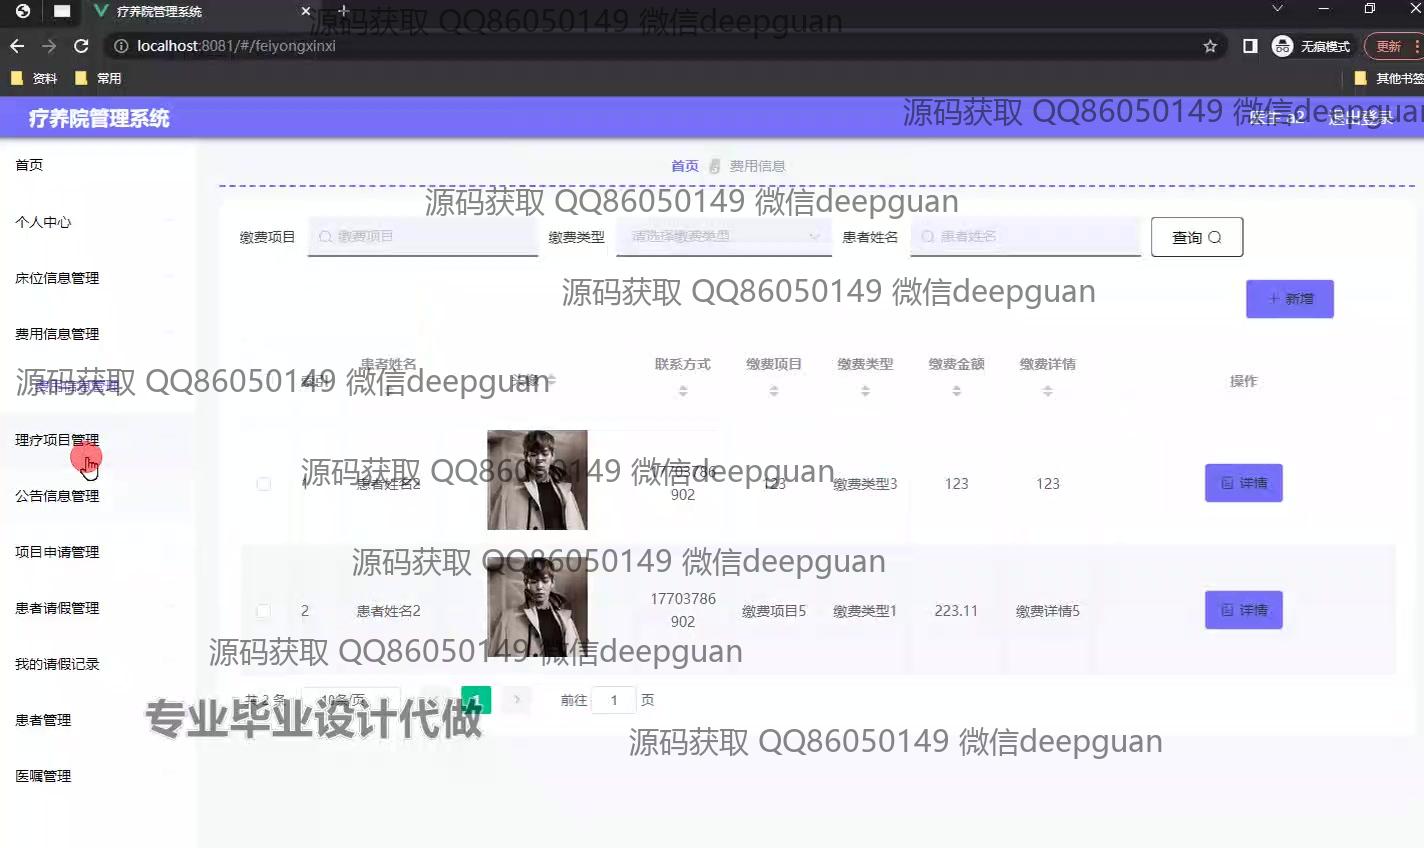 疗养院管理系统
源码获取 QQ86050149 微信deepguan
localhost:8081/#/feiyongxinxi
无痕模式
更新
资料
常用
其他书签
疗养院管理系统
源码获取 QQ86050149 微信deepguan
医生 a2
退出登录
首页
首页
费用信息
源码获取 QQ86050149 微信deepguan
个人中心
缴费项目
缴费项目
缴费类型
请选择缴费类型
患者姓名
患者姓名
查询
床位信息管理
源码获取 QQ86050149 微信deepguan
+ 新增
费用信息管理
费用信息管理
源码获取 QQ86050149 微信deepguan
索引
患者姓名
头像
联系方式
缴费项目
缴费类型
缴费金额
缴费详情
操作
理疗项目管理
源码获取 QQ86050149 微信deepguan
1
患者姓名2
17703786
902
123
缴费类型3
123
123
详情
公告信息管理
项目申请管理
源码获取 QQ86050149 微信deepguan
患者请假管理
2
患者姓名2
17703786
902
缴费项目5
缴费类型1
223.11
缴费详情5
详情
源码获取 QQ86050149 微信deepguan
我的请假记录
共 2 条
10条/页
1
前往
1
页
患者管理
专业毕业设计代做
源码获取 QQ86050149 微信deepguan
医嘱管理